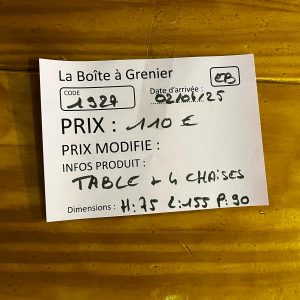 La Boîte à Grenier
EB
CODE
1927
Date d'arrivée :
02/01/25
PRIX : 110 €
PRIX MODIFIE :
INFOS PRODUIT :
TABLE + 4 CHAISES
Dimensions : H:75 L:155 P:90